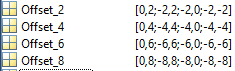 Offset_2 [0,2;-2,2;-2,0;-2,-2]
Offset_4 [0,4;-4,4;-4,0;-4,-4]
Offset_6 [0,6;-6,6;-6,0;-6,-6]
Offset_8 [0,8;-8,8;-8,0;-8,-8]